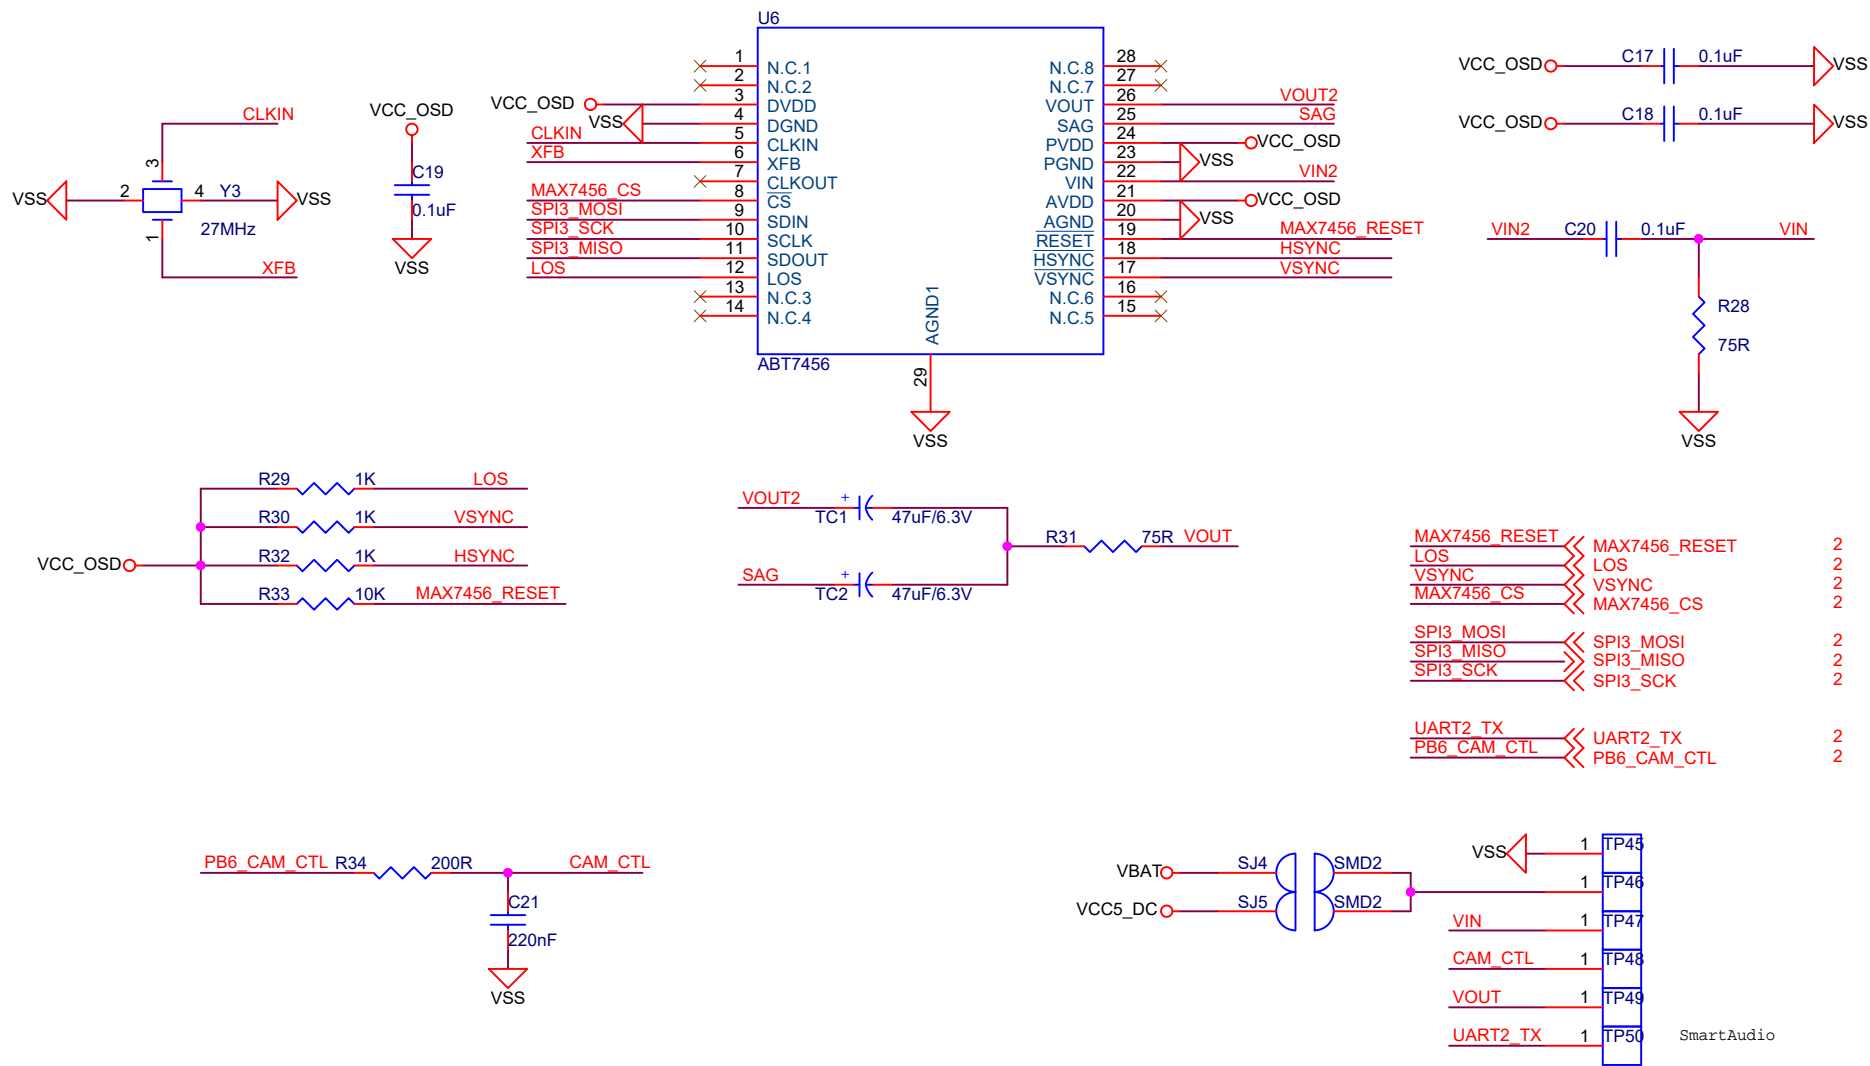 U6
1 N.C.1
2 N.C.2
VCC_OSD 3 DVDD
VSS 4 DGND
CLKIN 5 CLKIN
XFB 6 XFB
7 CLKOUT
MAX7456_CS 8 CS
SPI3_MOSI 9 SDIN
SPI3_SCK 10 SCLK
SPI3_MISO 11 SDOUT
LOS 12 LOS
13 N.C.3
14 N.C.4
N.C.8 28
N.C.7 27
VOUT 26 VOUT2
SAG 25 SAG
PVDD 24 VCC_OSD
PGND 23 VSS
VIN 22 VIN2
AVDD 21 VCC_OSD
AGND 20 VSS
RESET 19 MAX7456_RESET
HSYNC 18 HSYNC
VSYNC 17 VSYNC
N.C.6 16
N.C.5 15
AGND1
29
VSS
ABT7456
CLKIN
3
VSS 2 4 Y3 VSS
1 27MHz
XFB
VCC_OSD
C19
0.1uF
VSS
VCC_OSD C17 0.1uF VSS
VCC_OSD C18 0.1uF VSS
VIN2 C20 0.1uF VIN
R28
75R
VSS
R29 1K LOS
R30 1K VSYNC
VCC_OSD R32 1K HSYNC
R33 10K MAX7456_RESET
VOUT2 + TC1 47uF/6.3V
R31 75R VOUT
SAG + TC2 47uF/6.3V
MAX7456_RESET MAX7456_RESET 2
LOS LOS 2
VSYNC VSYNC 2
MAX7456_CS MAX7456_CS 2
SPI3_MOSI SPI3_MOSI 2
SPI3_MISO SPI3_MISO 2
SPI3_SCK SPI3_SCK 2
UART2_TX UART2_TX 2
PB6_CAM_CTL PB6_CAM_CTL 2
PB6_CAM_CTL R34 200R CAM_CTL
C21
220nF
VSS
VBAT SJ4 SMD2
VCC5_DC SJ5 SMD2
VSS 1 TP45
1 TP46
VIN 1 TP47
CAM_CTL 1 TP48
VOUT 1 TP49
UART2_TX 1 TP50 SmartAudio